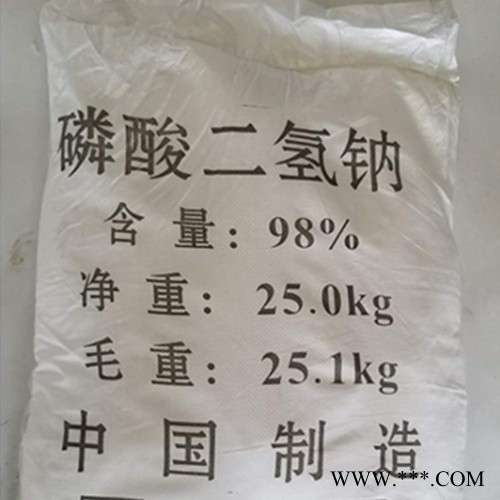 磷酸二氢钠
含量：98%
净重：25.0kg
毛重：25.1kg
中国制造
WWW.***.COM